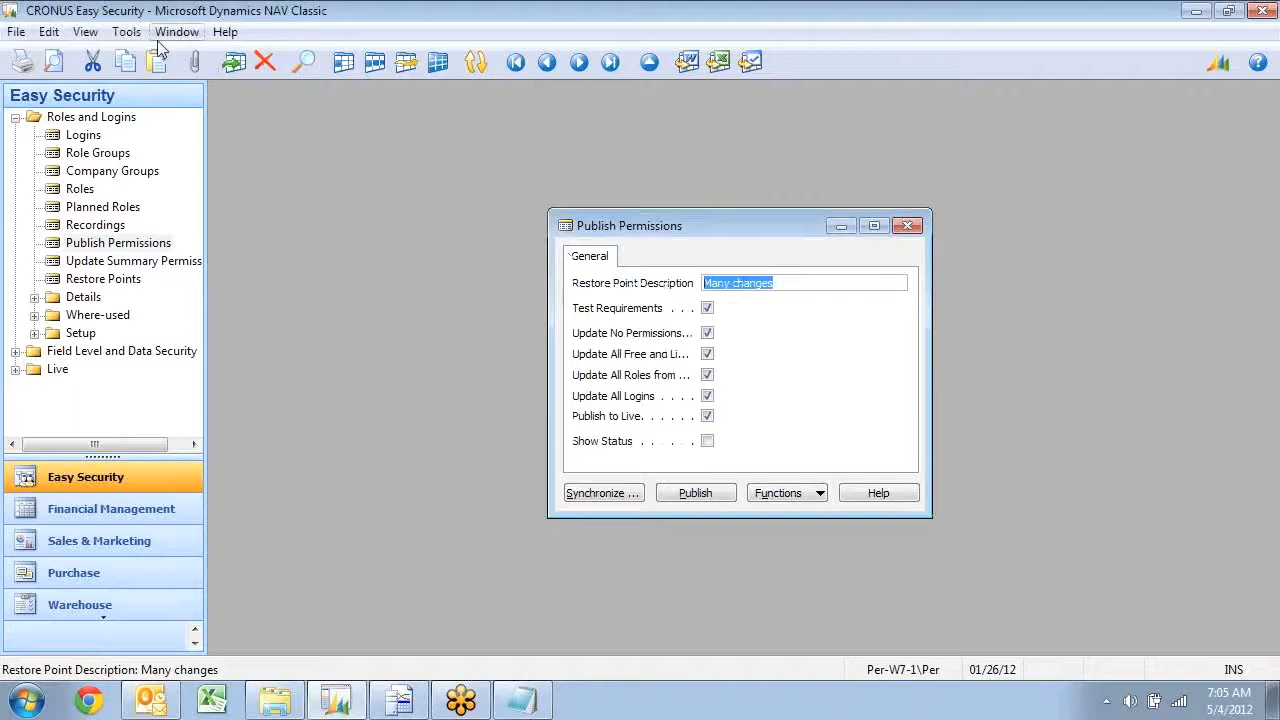 CRONUS Easy Security - Microsoft Dynamics NAV Classic
File Edit View Tools Window Help
Easy Security
Roles and Logins
Logins
Role Groups
Company Groups
Roles
Planned Roles
Recordings
Publish Permissions
Update Summary Permiss
Restore Points
Details
Where-used
Setup
Field Level and Data Security
Live
Easy Security
Financial Management
Sales & Marketing
Purchase
Warehouse
Publish Permissions
General
Restore Point Description Many changes
Test Requirements . . .
Update No Permissions...
Update All Free and Li...
Update All Roles from ...
Update All Logins . . . .
Publish to Live. . . . . .
Show Status . . . . . .
Synchronize ... Publish Functions Help
Restore Point Description: Many changes Per-W7-1\Per 01/26/12 INS
7:05 AM
5/4/2012